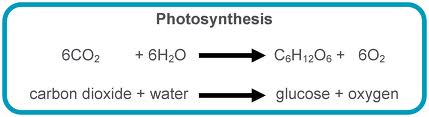 Photosynthesis
6CO₂ + 6H₂O ⟶ C₆H₁₂O₆ + 6O₂
carbon dioxide + water ⟶ glucose + oxygen